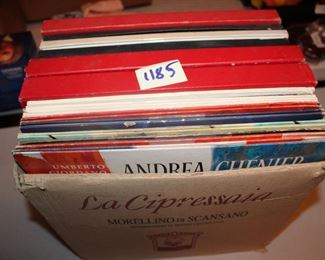 1185
UMBERTO
GIORDANO
ANDREA CHENIER
La Cipressaia
MORELLINO DI SCANSANO